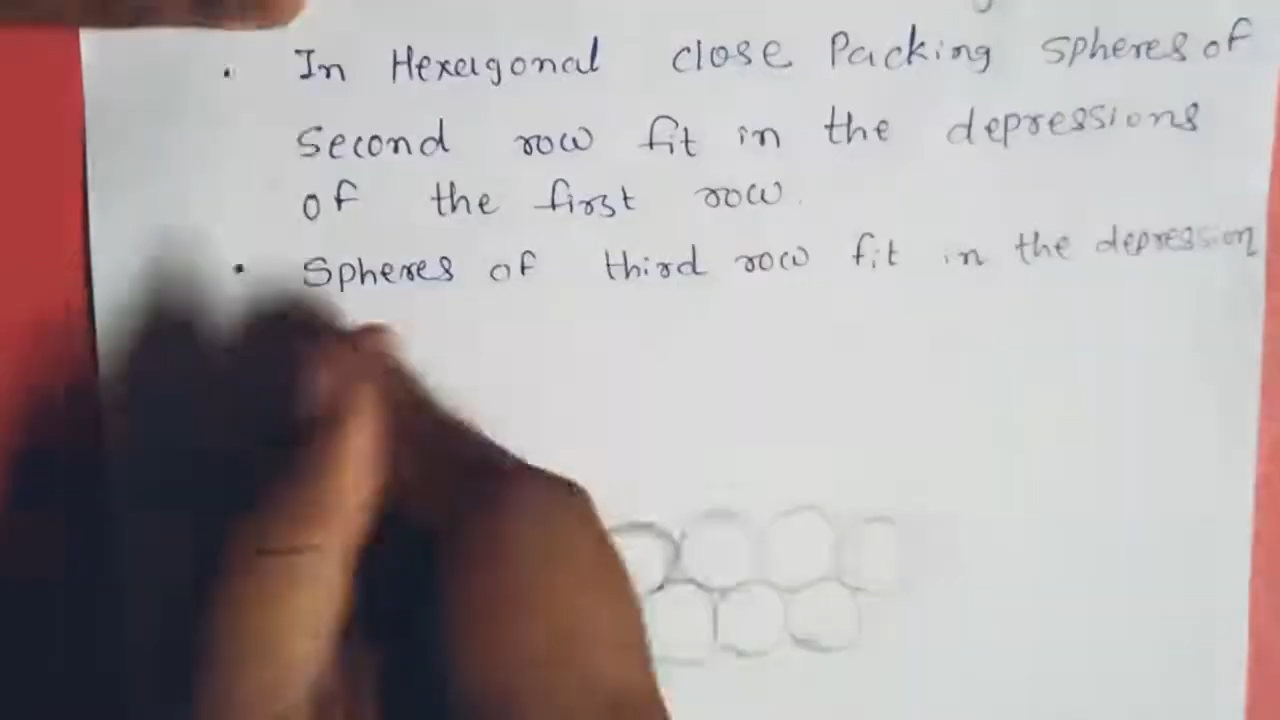 • In Hexagonal close Packing spheres of
Second row fit in the depressions
of the first row.
• Spheres of third row fit in the depression